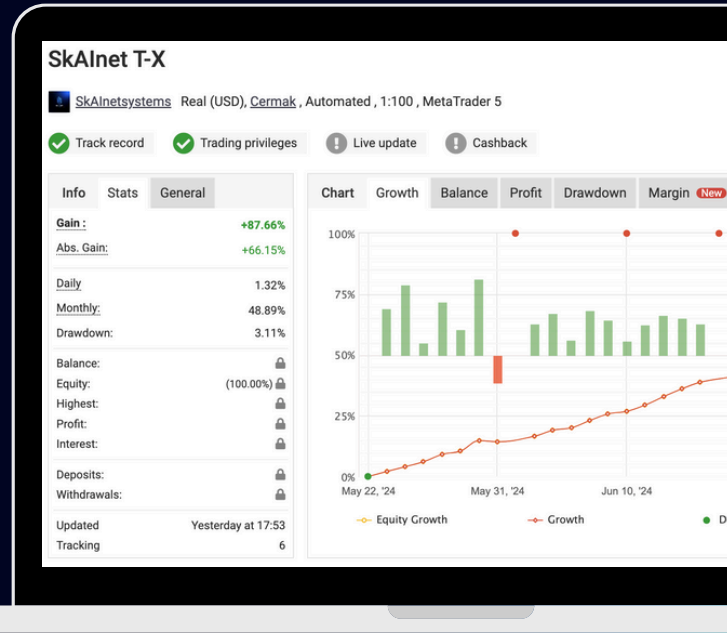 SkAInet T-X
SkAInetsystems Real (USD), Cermak , Automated , 1:100 , MetaTrader 5
Track record Trading privileges Live update Cashback
Info Stats General
Gain : +87.66%
Abs. Gain: +66.15%
Daily 1.32%
Monthly: 48.89%
Drawdown: 3.11%
Balance:
Equity: (100.00%)
Highest:
Profit:
Interest:
Deposits:
Withdrawals:
Updated Yesterday at 17:53
Tracking 6
Chart Growth Balance Profit Drawdown Margin New
100%
75%
50%
25%
0%
May 22, '24 May 31, '24 Jun 10, '24
Equity Growth Growth D